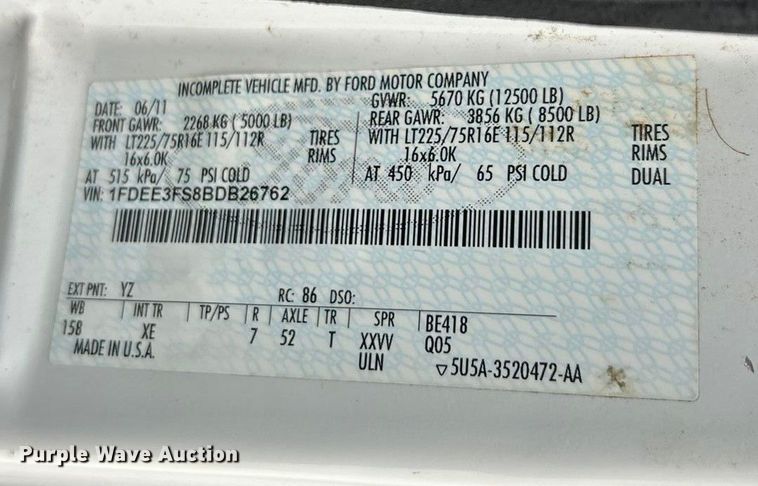 INCOMPLETE VEHICLE MFD. BY FORD MOTOR COMPANY
DATE: 06/11 GVWR: 5670 KG (12500 LB)
FRONT GAWR: 2268 KG ( 5000 LB) REAR GAWR: 3856 KG ( 8500 LB)
WITH LT225/75R16E 115/112R TIRES WITH LT225/75R16E 115/112R TIRES
16x6.0K RIMS 16x6.0K RIMS
AT 515 kPa/ 75 PSI COLD AT 450 kPa/ 65 PSI COLD DUAL
VIN: 1FDEE3FS8BDB26762
EXT PNT: YZ RC: 86 DSO:
WB INT TR TP/PS R AXLE TR SPR BE418
158 XE 7 52 T XXVV Q05
MADE IN U.S.A. ULN ▽5U5A-3520472-AA
Purple Wave Auction